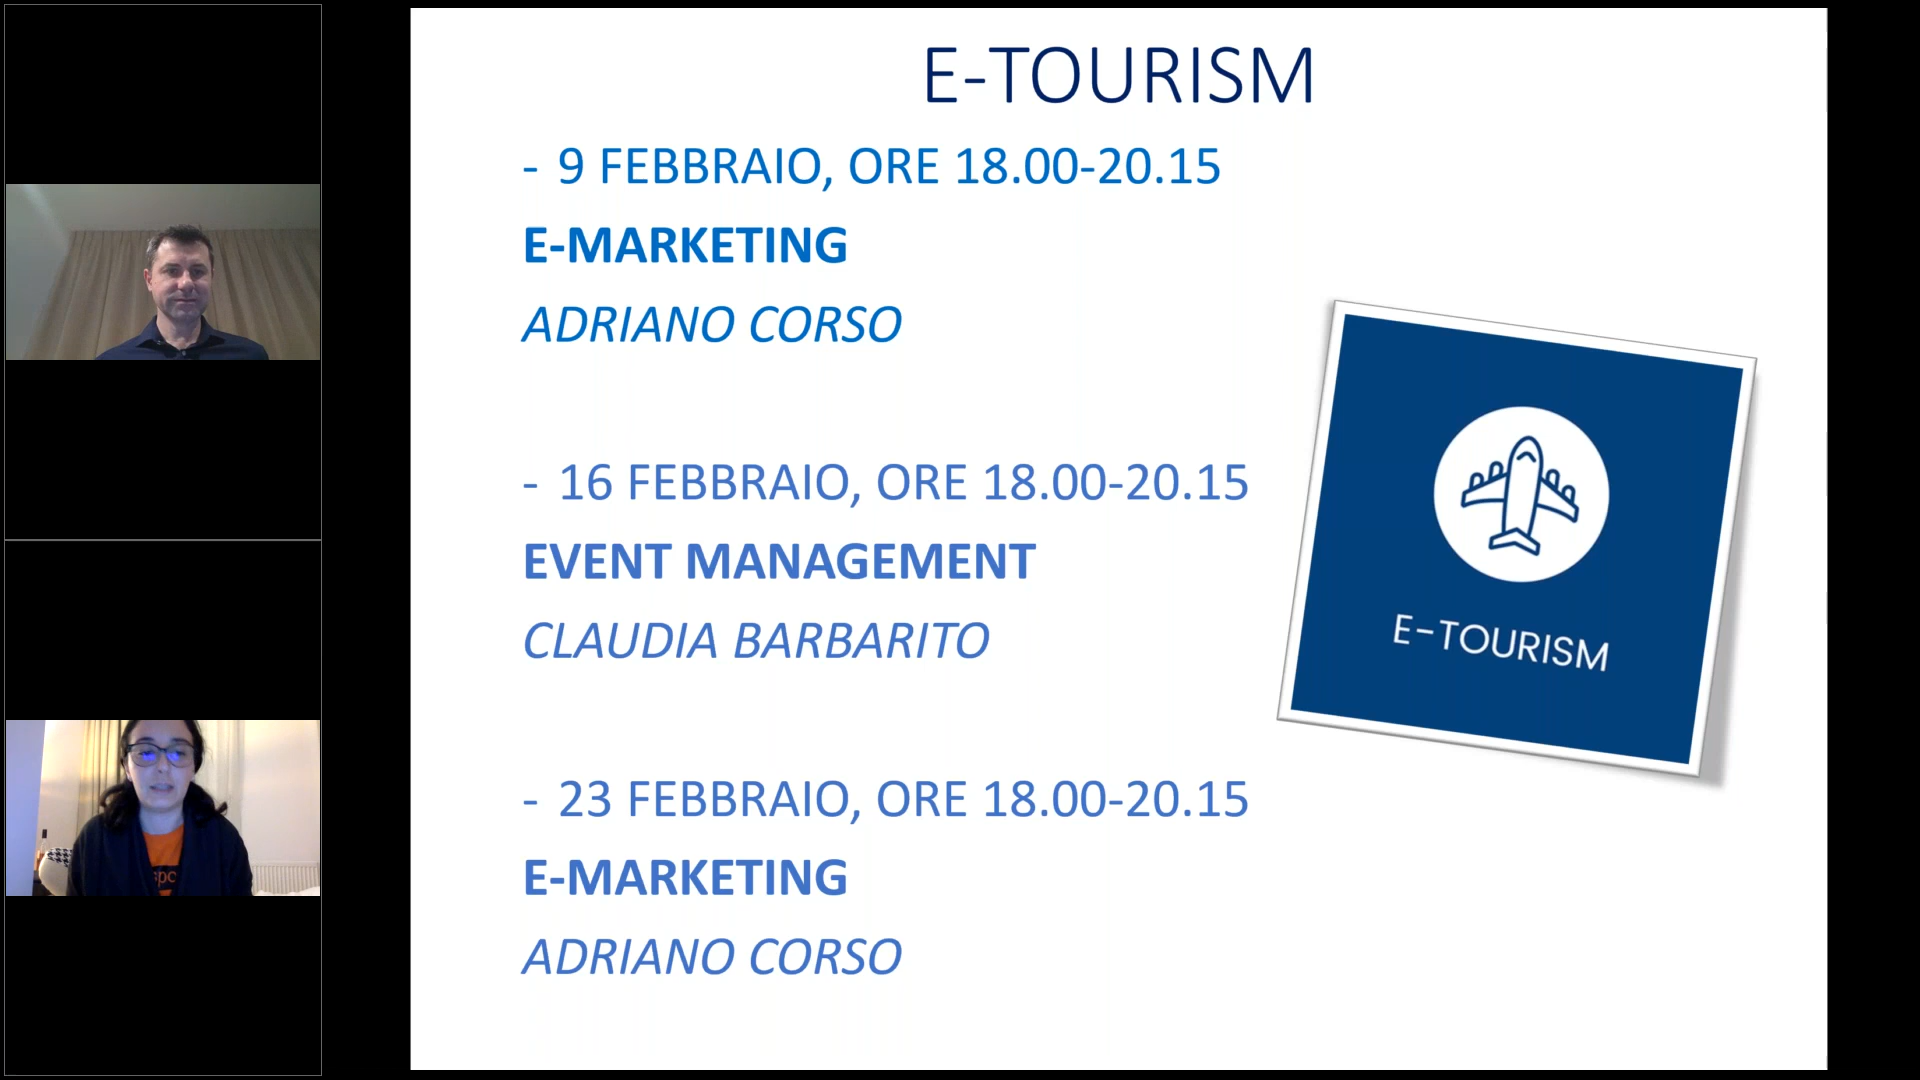 E-TOURISM
- 9 FEBBRAIO, ORE 18.00-20.15
E-MARKETING
ADRIANO CORSO
- 16 FEBBRAIO, ORE 18.00-20.15
EVENT MANAGEMENT
CLAUDIA BARBARITO
- 23 FEBBRAIO, ORE 18.00-20.15
E-MARKETING
ADRIANO CORSO
E-TOURISM